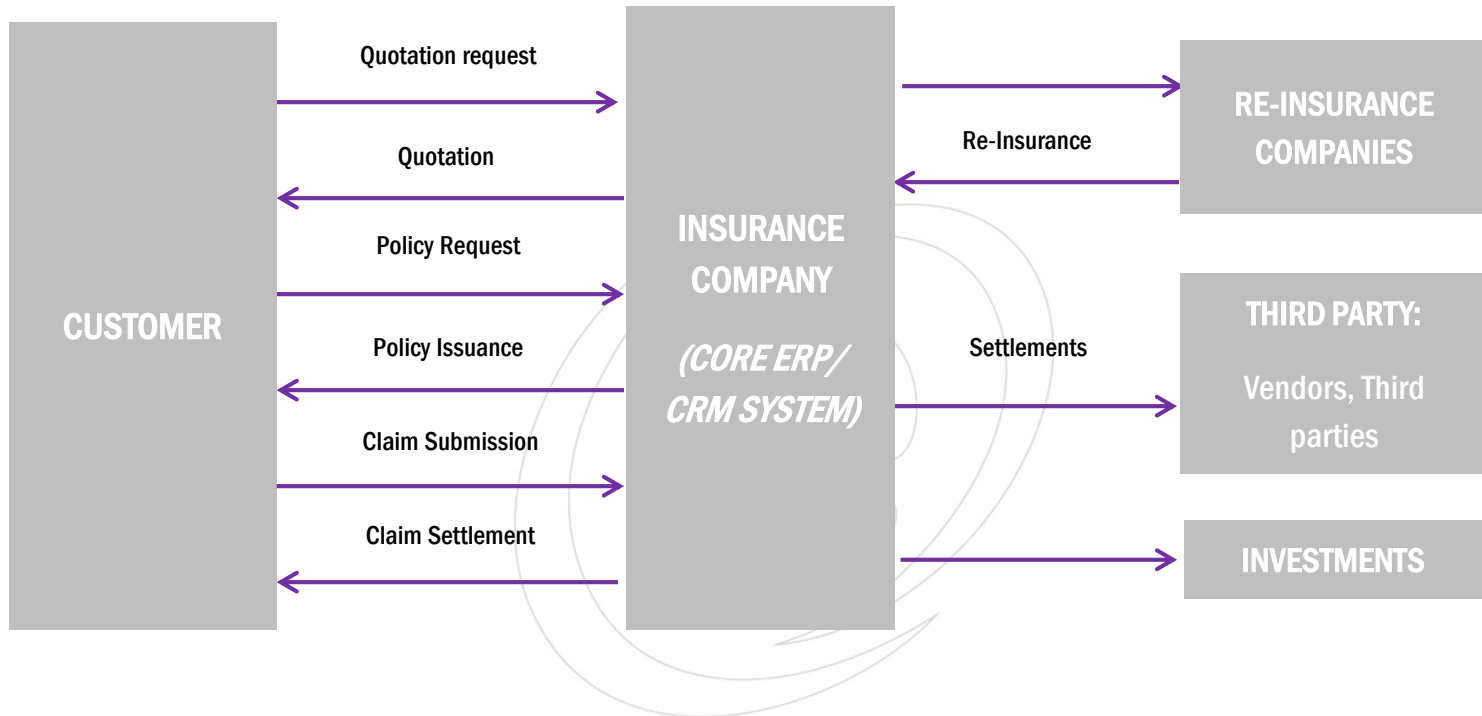 CUSTOMER
Quotation request
Quotation
Policy Request
Policy Issuance
Claim Submission
Claim Settlement
INSURANCE
COMPANY
(CORE ERP/
CRM SYSTEM)
Re-Insurance
Settlements
RE-INSURANCE
COMPANIES
THIRD PARTY:
Vendors, Third
parties
INVESTMENTS